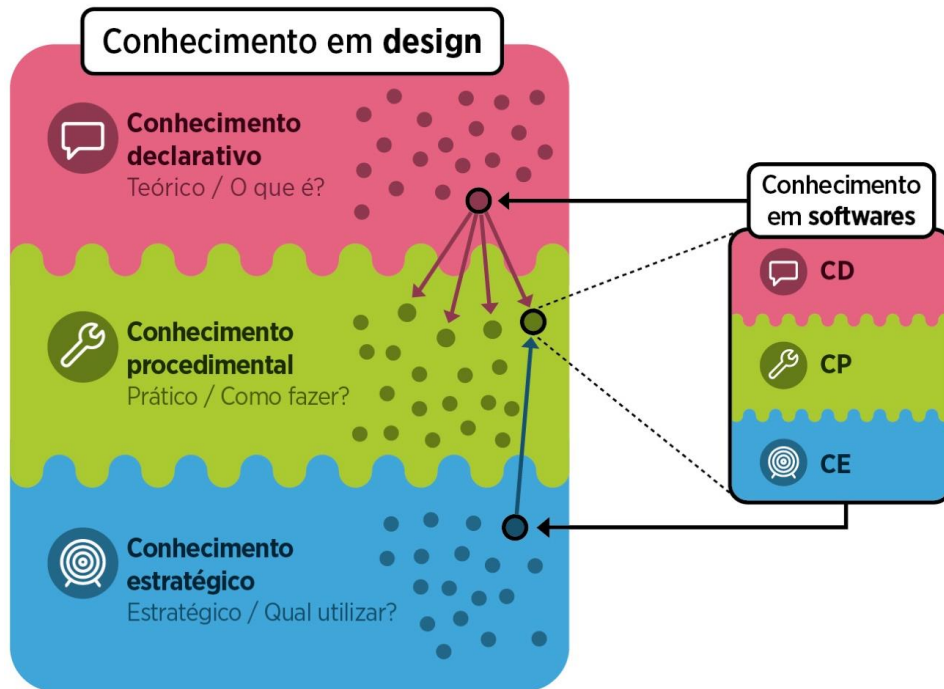 Conhecimento em design
Conhecimento
declarativo
Teórico / O que é?
Conhecimento
procedimental
Prático / Como fazer?
Conhecimento
estratégico
Estratégico / Qual utilizar?
Conhecimento
em softwares
CD
CP
CE